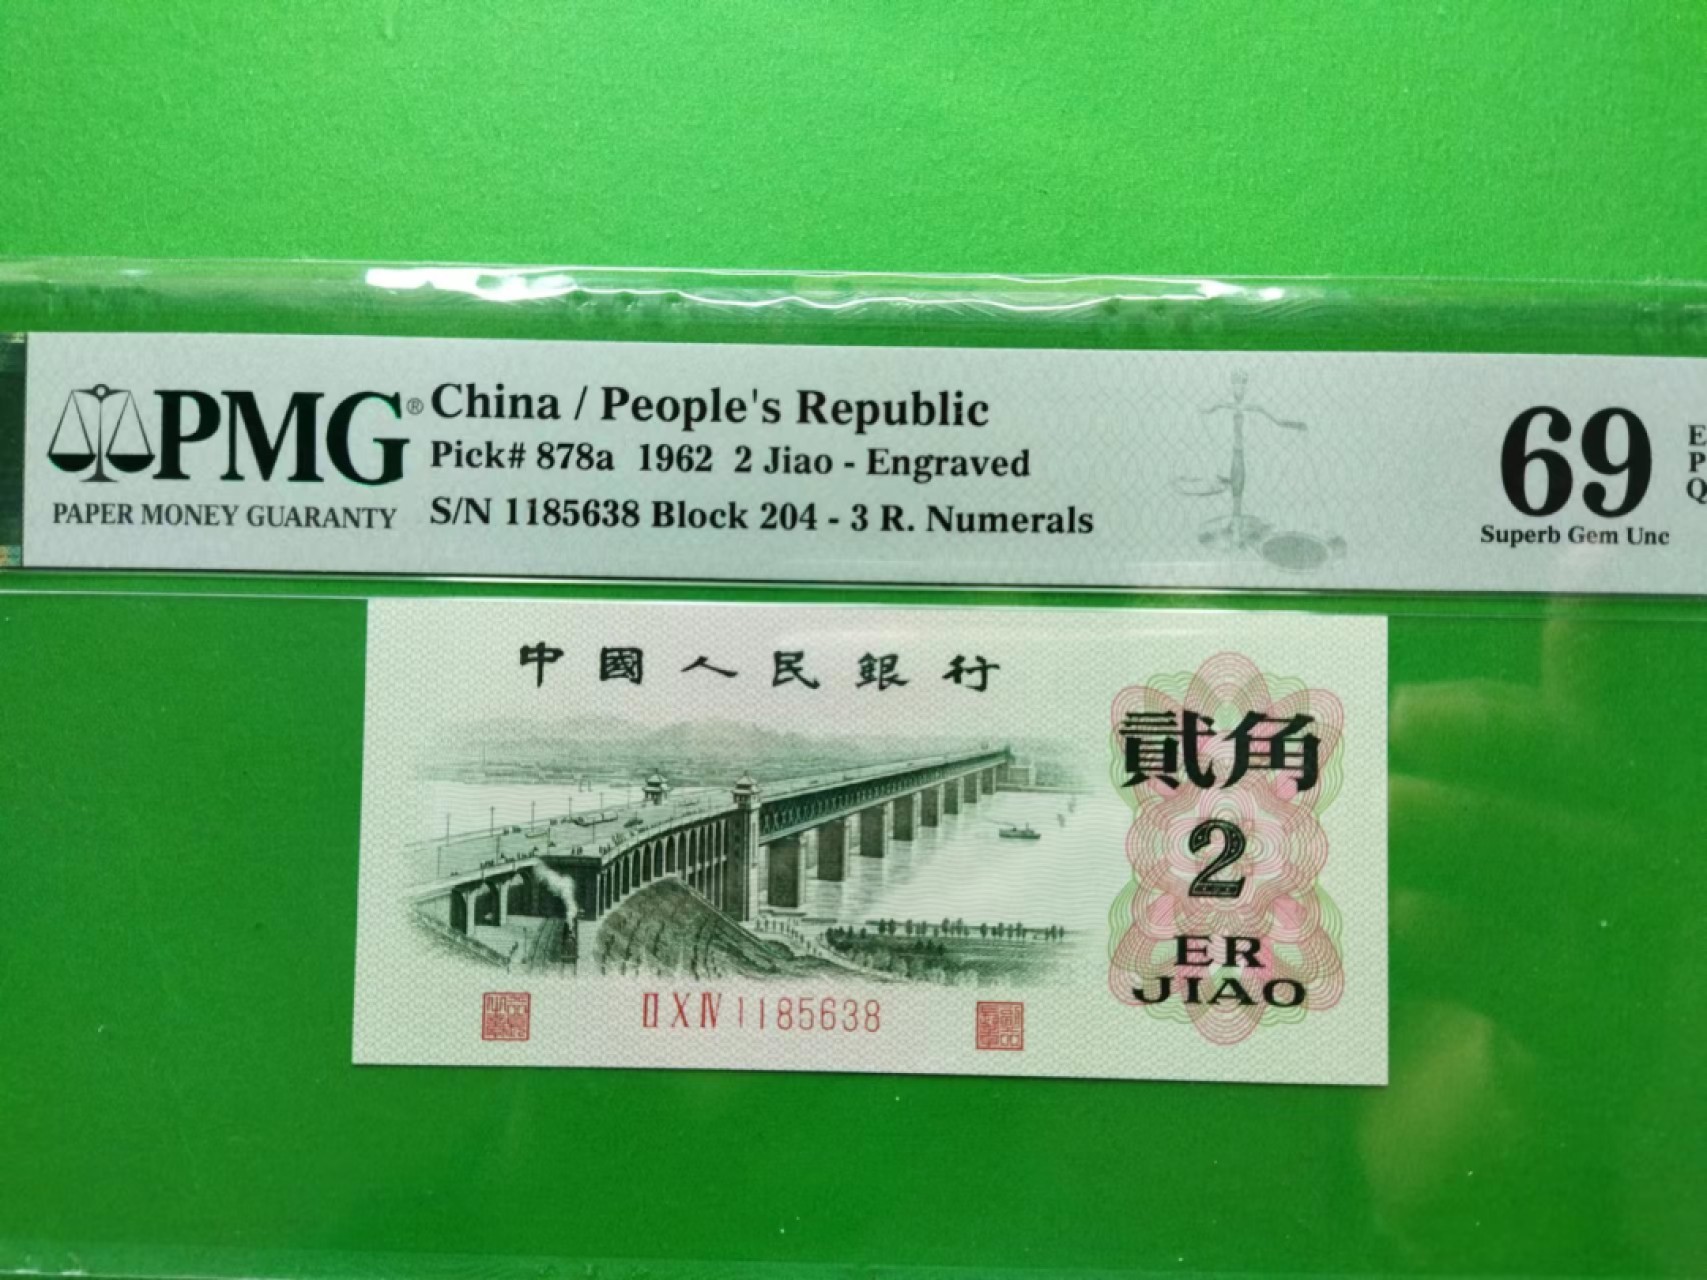 PMG®
PAPER MONEY GUARANTY
China / People's Republic
Pick# 878a 1962 2 Jiao - Engraved
S/N 1185638 Block 204 - 3 R. Numerals
69
Superb Gem Unc
E
P
Q
中國人民銀行
貳角
2
ER
JIAO
II X IV 1185638